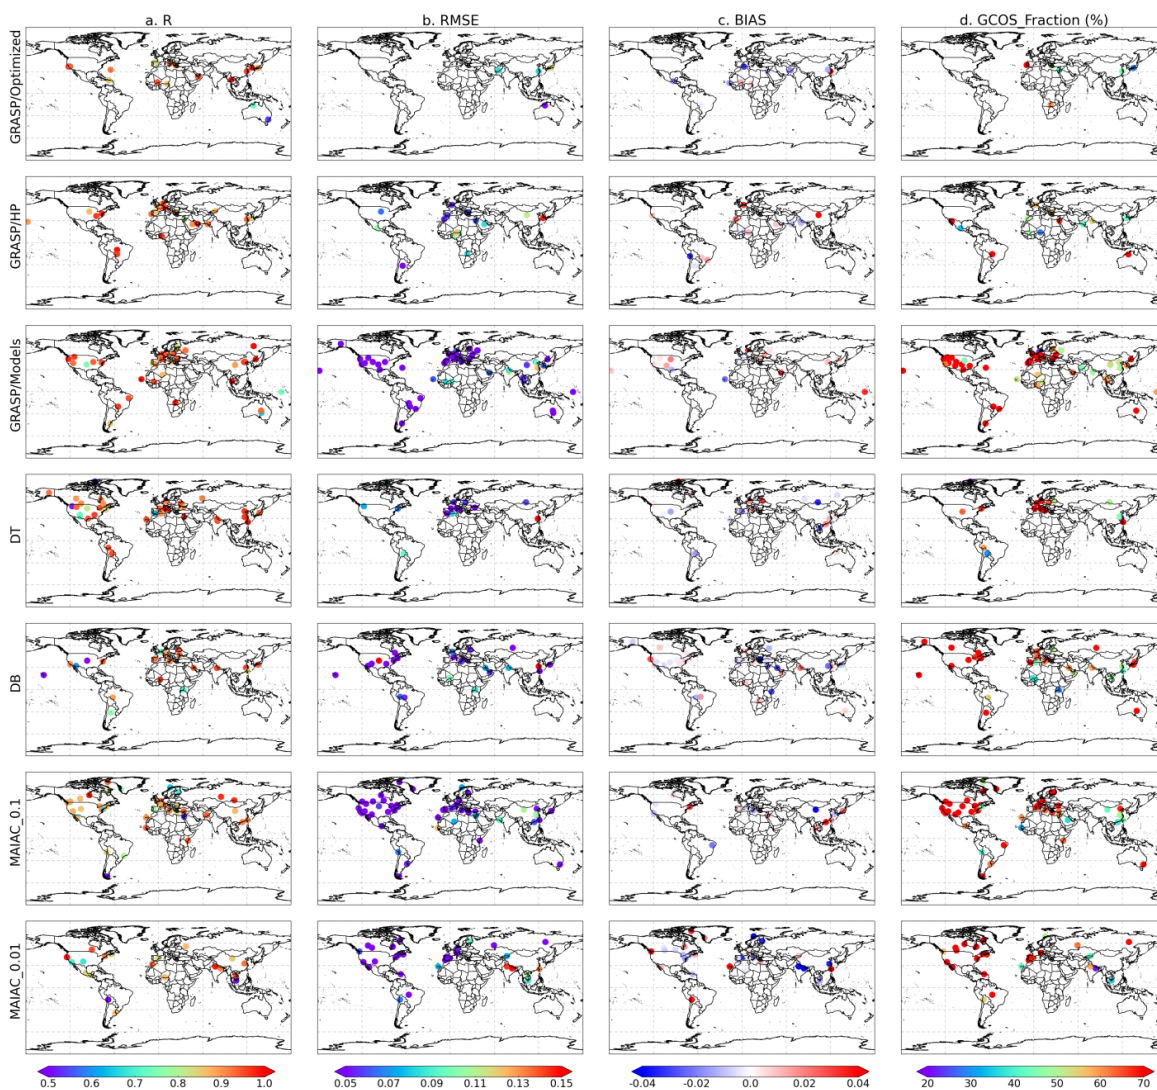 a. R b. RMSE c. BIAS d. GCOS_Fraction (%)
GRASP/Optimized
GRASP/HP
GRASP/Models
DT
DB
MAIAC_0.1
MAIAC_0.01
0.5 0.6 0.7 0.8 0.9 1.0 0.05 0.07 0.09 0.11 0.13 0.15 -0.04 -0.02 0.0 0.02 0.04 20 30 40 50 60 70